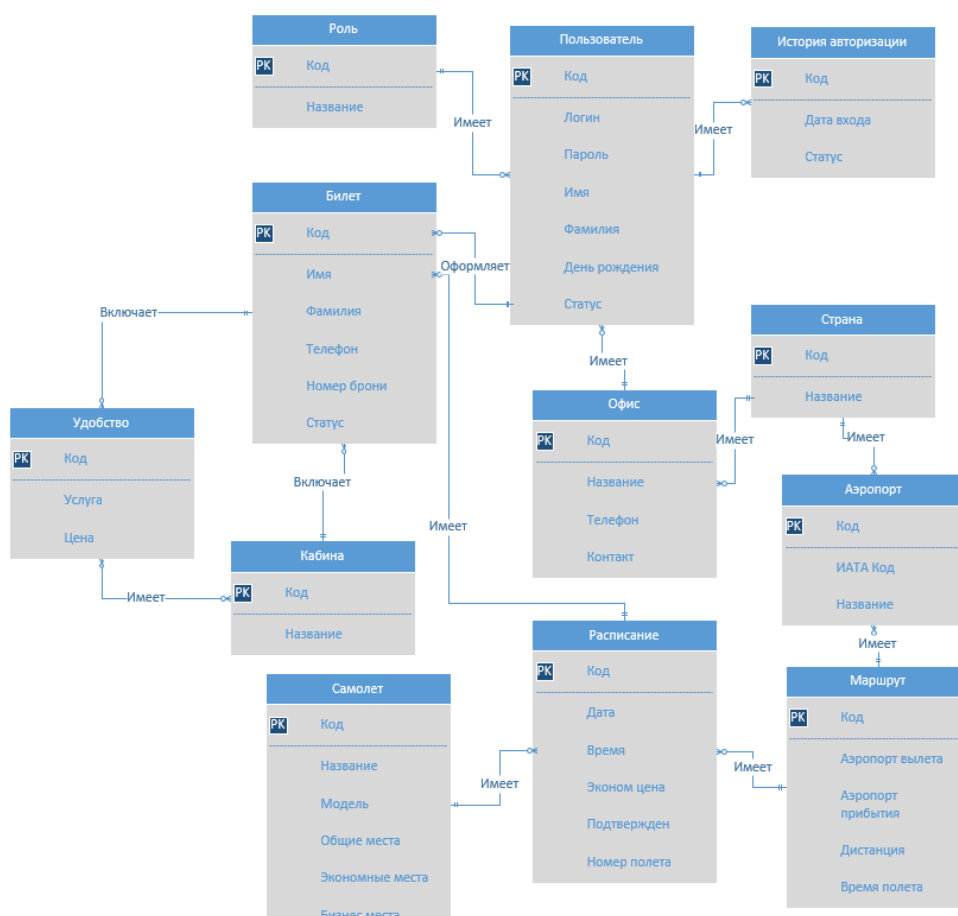 Роль
PK Код
Название
Имеет
Пользователь
PK Код
Логин
Пароль
Имя
Фамилия
День рождения
Статус
Имеет
История авторизации
PK Код
Дата входа
Статус
Билет
PK Код
Имя
Фамилия
Телефон
Номер брони
Статус
Оформляет
Включает
Имеет
Страна
PK Код
Название
Удобство
PK Код
Услуга
Цена
Включает
Офис
PK Код
Название
Телефон
Контакт
Имеет
Имеет
Аэропорт
PK Код
ИАТА Код
Название
Имеет
Кабина
PK Код
Название
Имеет
Расписание
PK Код
Дата
Время
Эконом цена
Подтвержден
Номер полета
Имеет
Самолет
PK Код
Название
Модель
Общие места
Экономные места
Бизнес места
Имеет
Имеет
Маршрут
PK Код
Аэропорт вылета
Аэропорт
прибытия
Дистанция
Время полета